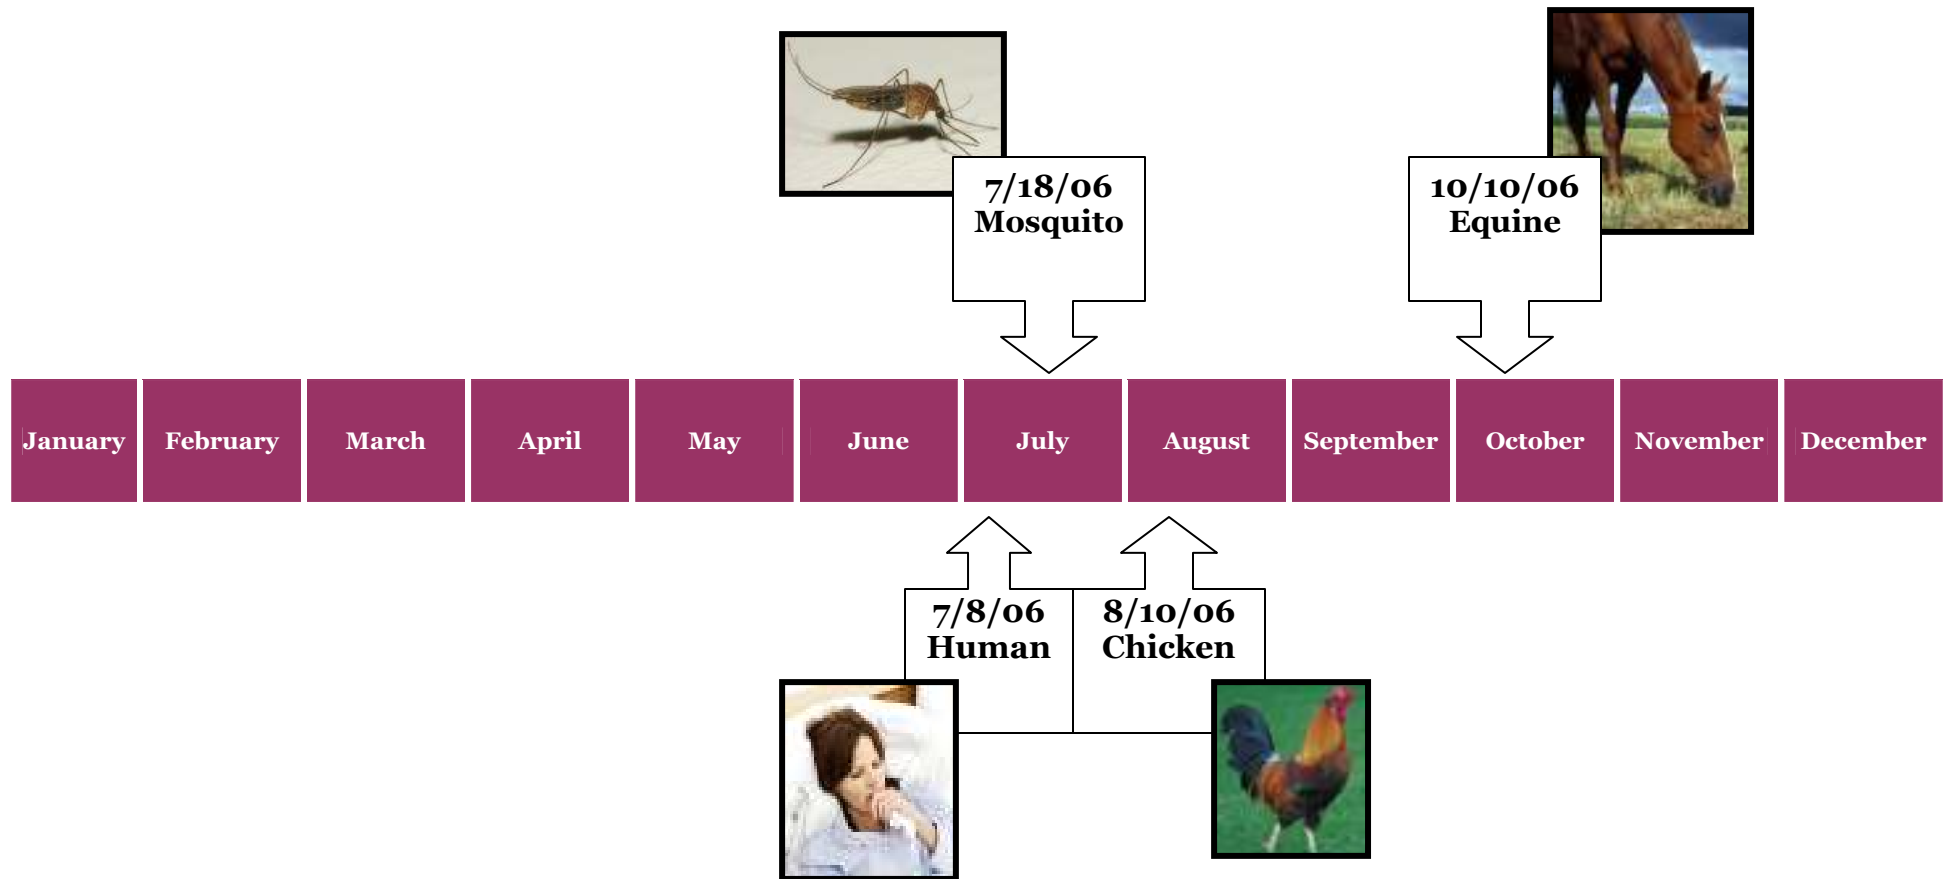 7/18/06
Mosquito
10/10/06
Equine
January
February
March
April
May
June
July
August
September
October
November
December
7/8/06
Human
8/10/06
Chicken